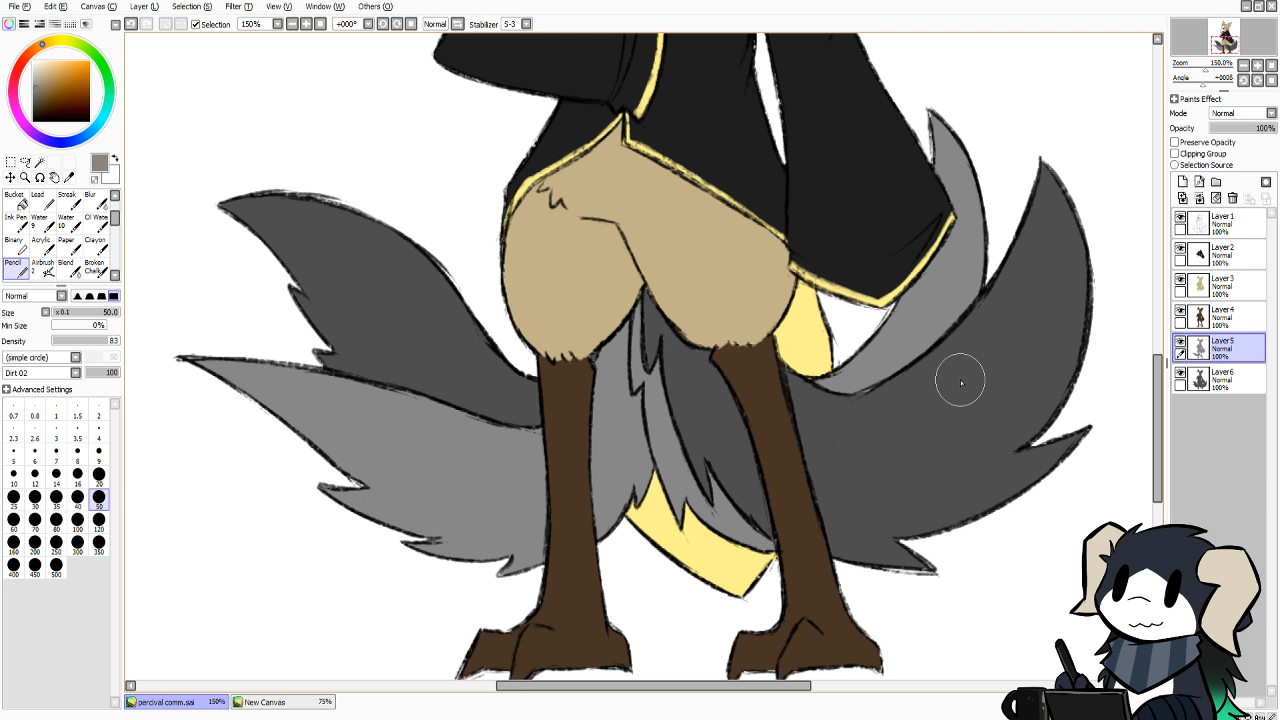 File (F) Edit (E) Canvas (C) Layer (L) Selection (S) Filter (T) View (V) Window (W) Others (O)
Selection 150% +000° Normal Stabilizer S-3
Bucket Lead Streak Blur
Ink Pen Water 9 Water 10 Oil Wate
Binary Acrylic Paper Crayon
Pencil Airbrush 2 Blend Broken Chalk
Normal
Size x 0.1 50.0
Min Size 0%
Density 83
(simple circle) 50
Dirt 02 100
Advanced Settings
0.7 0.8 1 1.5 2
2.3 2.6 3 3.5 4
5 6 7 8 9
10 12 14 16 20
25 30 35 40 50
60 70 80 100 120
160 200 250 300 350
400 450 500
Zoom 150.0%
Angle +000ß
Paints Effect
Mode Normal
Opacity 100%
Preserve Opacity
Clipping Group
Selection Source
Layer1
Normal
100%
Layer2
Normal
100%
Layer3
Normal
100%
Layer4
Normal
100%
Layer5
Normal
100%
Layer6
Normal
100%
percival comm.sai 150% New Canvas 75%